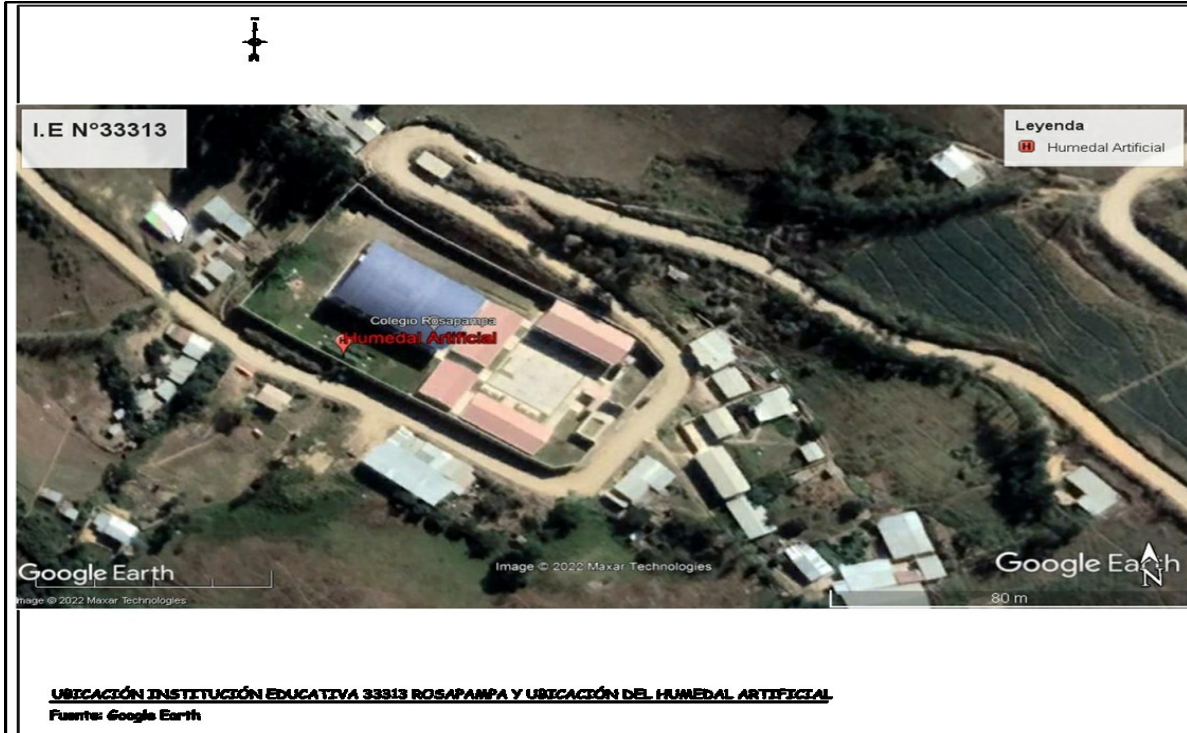 I.E N°33313
Leyenda
H Humedal Artificial
Colegio Rosapampa
H Humedal Artificial
Google Earth
Image © 2022 Maxar Technologies
Image © 2022 Maxar Technologies
Google Earth
N
80 m
UBICACIÓN INSTITUCIÓN EDUCATIVA 33313 ROSAPAMPA Y UBICACIÓN DEL HUMEDAL ARTIFICIAL
Fuente: Google Earth